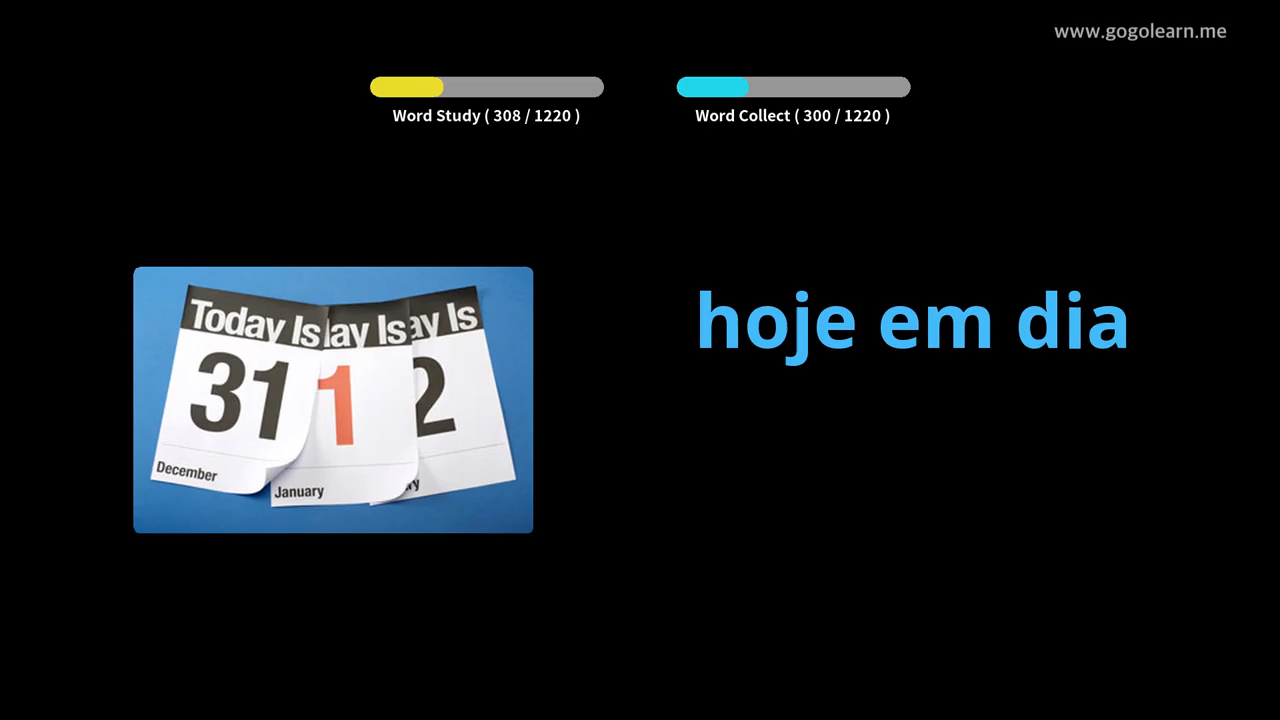 www.gogolearn.me
Word Study ( 308 / 1220 )
Word Collect ( 300 / 1220 )
hoje em dia
Today Is
31
December
ay Is
1
January
ay Is
2
ry